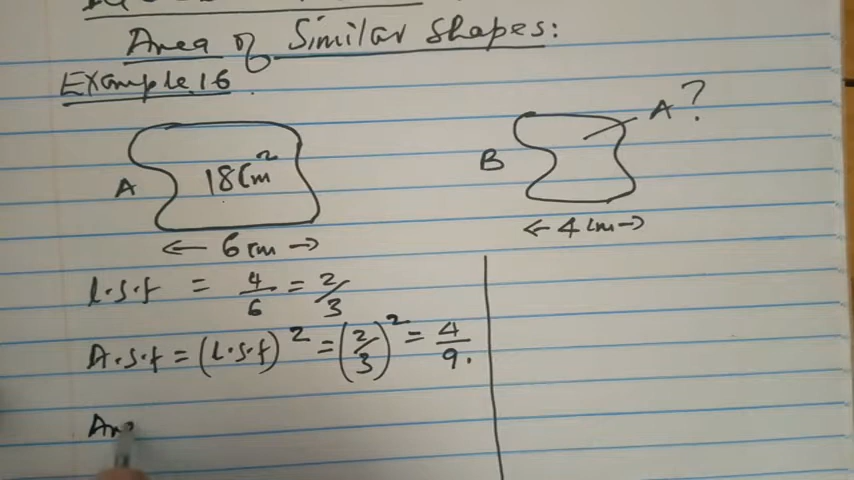 Area of Similar Shapes:
Example.16.
A 18Cm²
B A?
← 6cm →
← 4cm →
l.s.f = 4/6 = 2/3
A.s.f = (l.s.f)² = (2/3)² = 4/9.